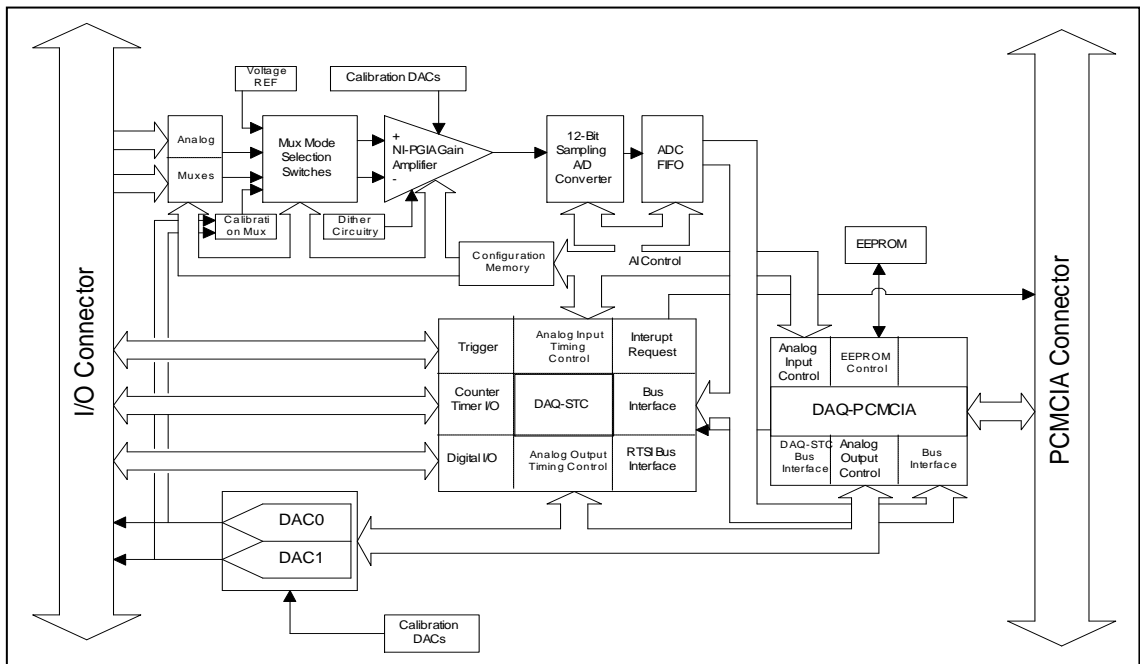 Voltage
REF
Calibration DACs
Analog
Muxes
Mux Mode
Selection
Switches
+
NI-PGIA Gain
Amplifier
-
12-Bit
Sampling
A/D
Converter
ADC
FIFO
Calibrati
on Mux
Dither
Circuitry
Configuration
Memory
AI Control
EEPROM
I/O Connector
PCMCIA Connector
Trigger
Analog Input
Timing
Control
Interupt
Request
Counter
Timer I/O
DAQ-STC
Bus
Interface
Digital I/O
Analog Output
Timing Control
RTSI Bus
Interface
Analog
Input
Control
EEPROM
Control
DAQ-PCMCIA
DAQ-STC
Bus
Interface
Analog
Output
Control
Bus
Interface
DAC0
DAC1
Calibration
DACs